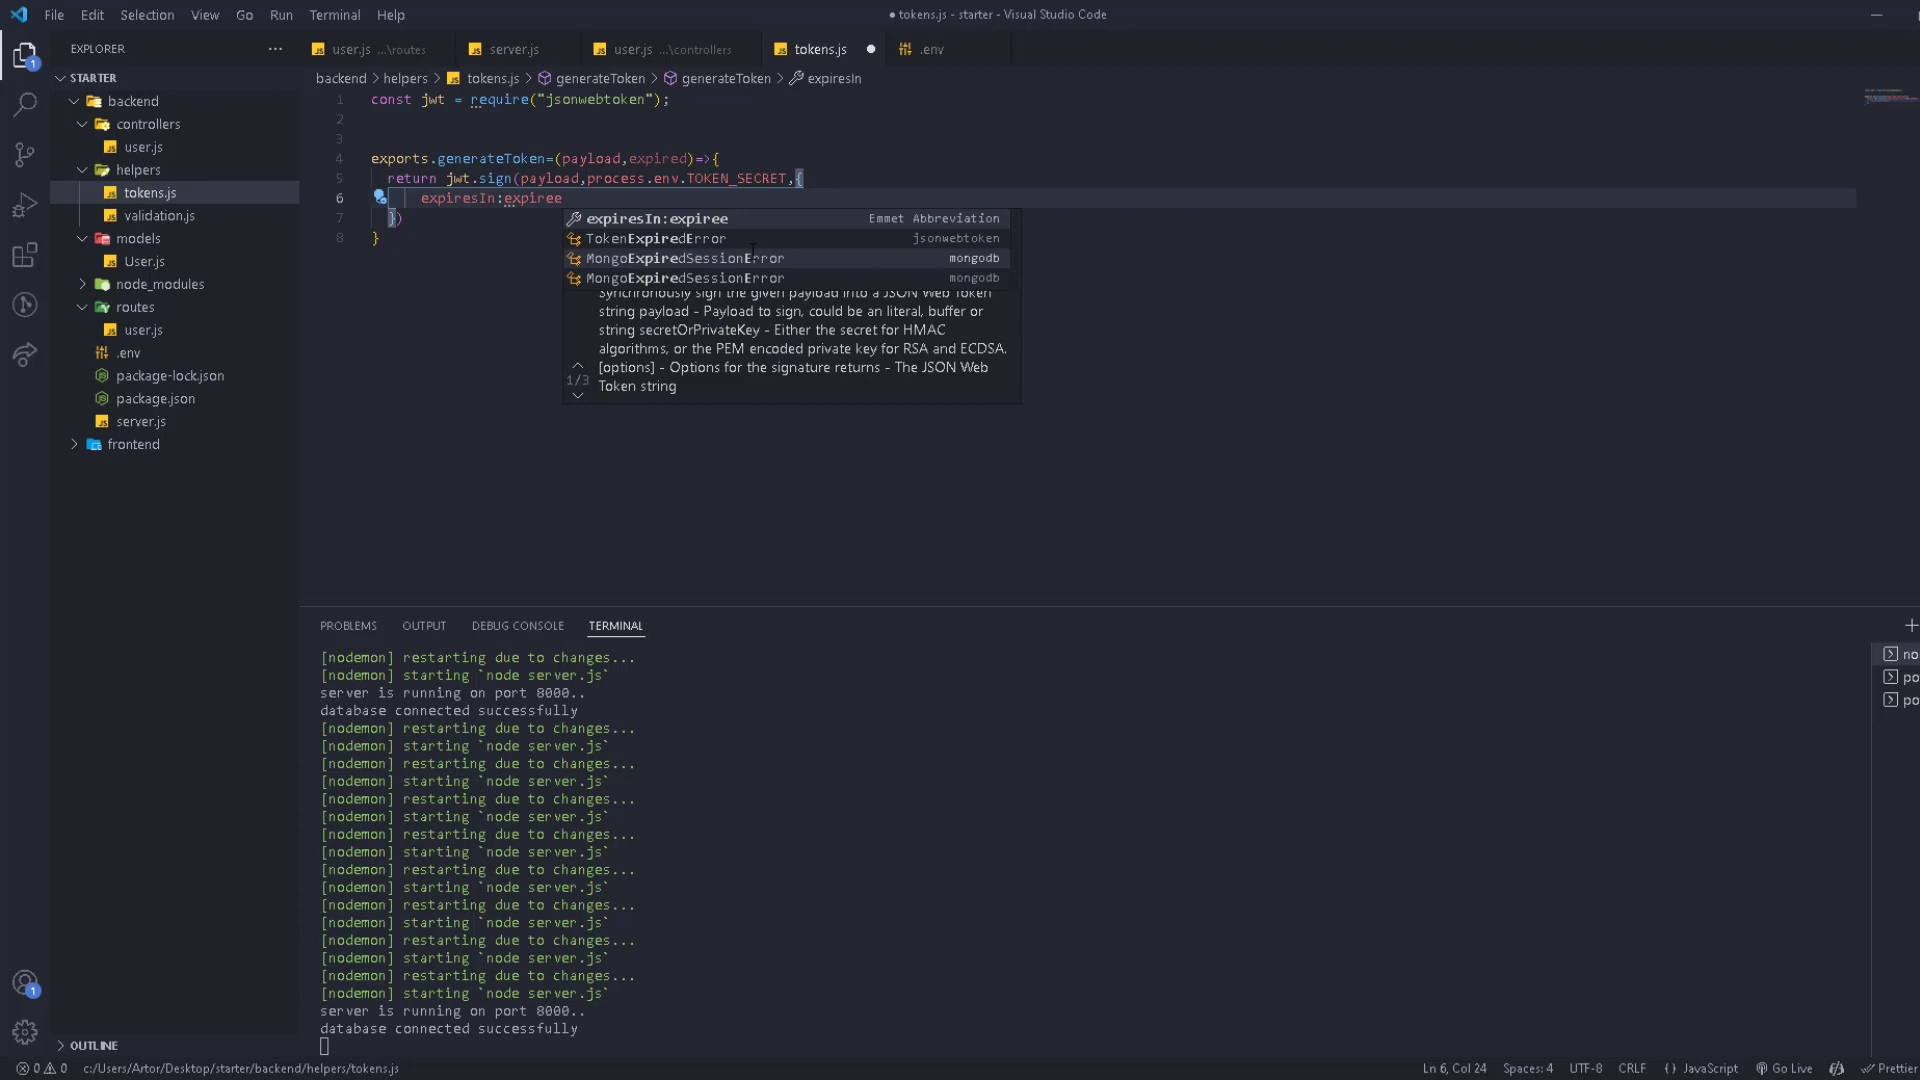 File Edit Selection View Go Run Terminal Help
● tokens.js - starter - Visual Studio Code
EXPLORER
STARTER
backend
controllers
user.js
helpers
tokens.js
validation.js
models
User.js
node_modules
routes
user.js
.env
package-lock.json
package.json
server.js
frontend
OUTLINE
1
1
user.js ...\routes
server.js
user.js ...\controllers
tokens.js
.env
backend > helpers > tokens.js > generateToken > generateToken > expiresIn
1 const jwt = require("jsonwebtoken");
2
3
4 exports.generateToken=(payload,expired)=>{
5 return jwt.sign(payload,process.env.TOKEN_SECRET,{
6 expiresIn:expiree
7 })
8 }
expiresIn:expiree Emmet Abbreviation
TokenExpiredError jsonwebtoken
MongoExpiredSessionError mongodb
MongoExpiredSessionError mongodb
Synchronously sign the given payload into a JSON Web Token
string payload - Payload to sign, could be an literal, buffer or
string secretOrPrivateKey - Either the secret for HMAC
algorithms, or the PEM encoded private key for RSA and ECDSA.
[options] - Options for the signature returns - The JSON Web
Token string
1/3
PROBLEMS OUTPUT DEBUG CONSOLE TERMINAL
[nodemon] restarting due to changes...
[nodemon] starting `node server.js`
server is running on port 8000..
database connected successfully
[nodemon] restarting due to changes...
[nodemon] starting `node server.js`
[nodemon] restarting due to changes...
[nodemon] starting `node server.js`
[nodemon] restarting due to changes...
[nodemon] starting `node server.js`
[nodemon] restarting due to changes...
[nodemon] starting `node server.js`
[nodemon] restarting due to changes...
[nodemon] starting `node server.js`
[nodemon] restarting due to changes...
[nodemon] starting `node server.js`
[nodemon] restarting due to changes...
[nodemon] starting `node server.js`
[nodemon] restarting due to changes...
[nodemon] starting `node server.js`
server is running on port 8000..
database connected successfully
no
po
po
0 0 c:/Users/Artor/Desktop/starter/backend/helpers/tokens.js
Ln 6, Col 24 Spaces: 4 UTF-8 CRLF {} JavaScript Go Live Prettier